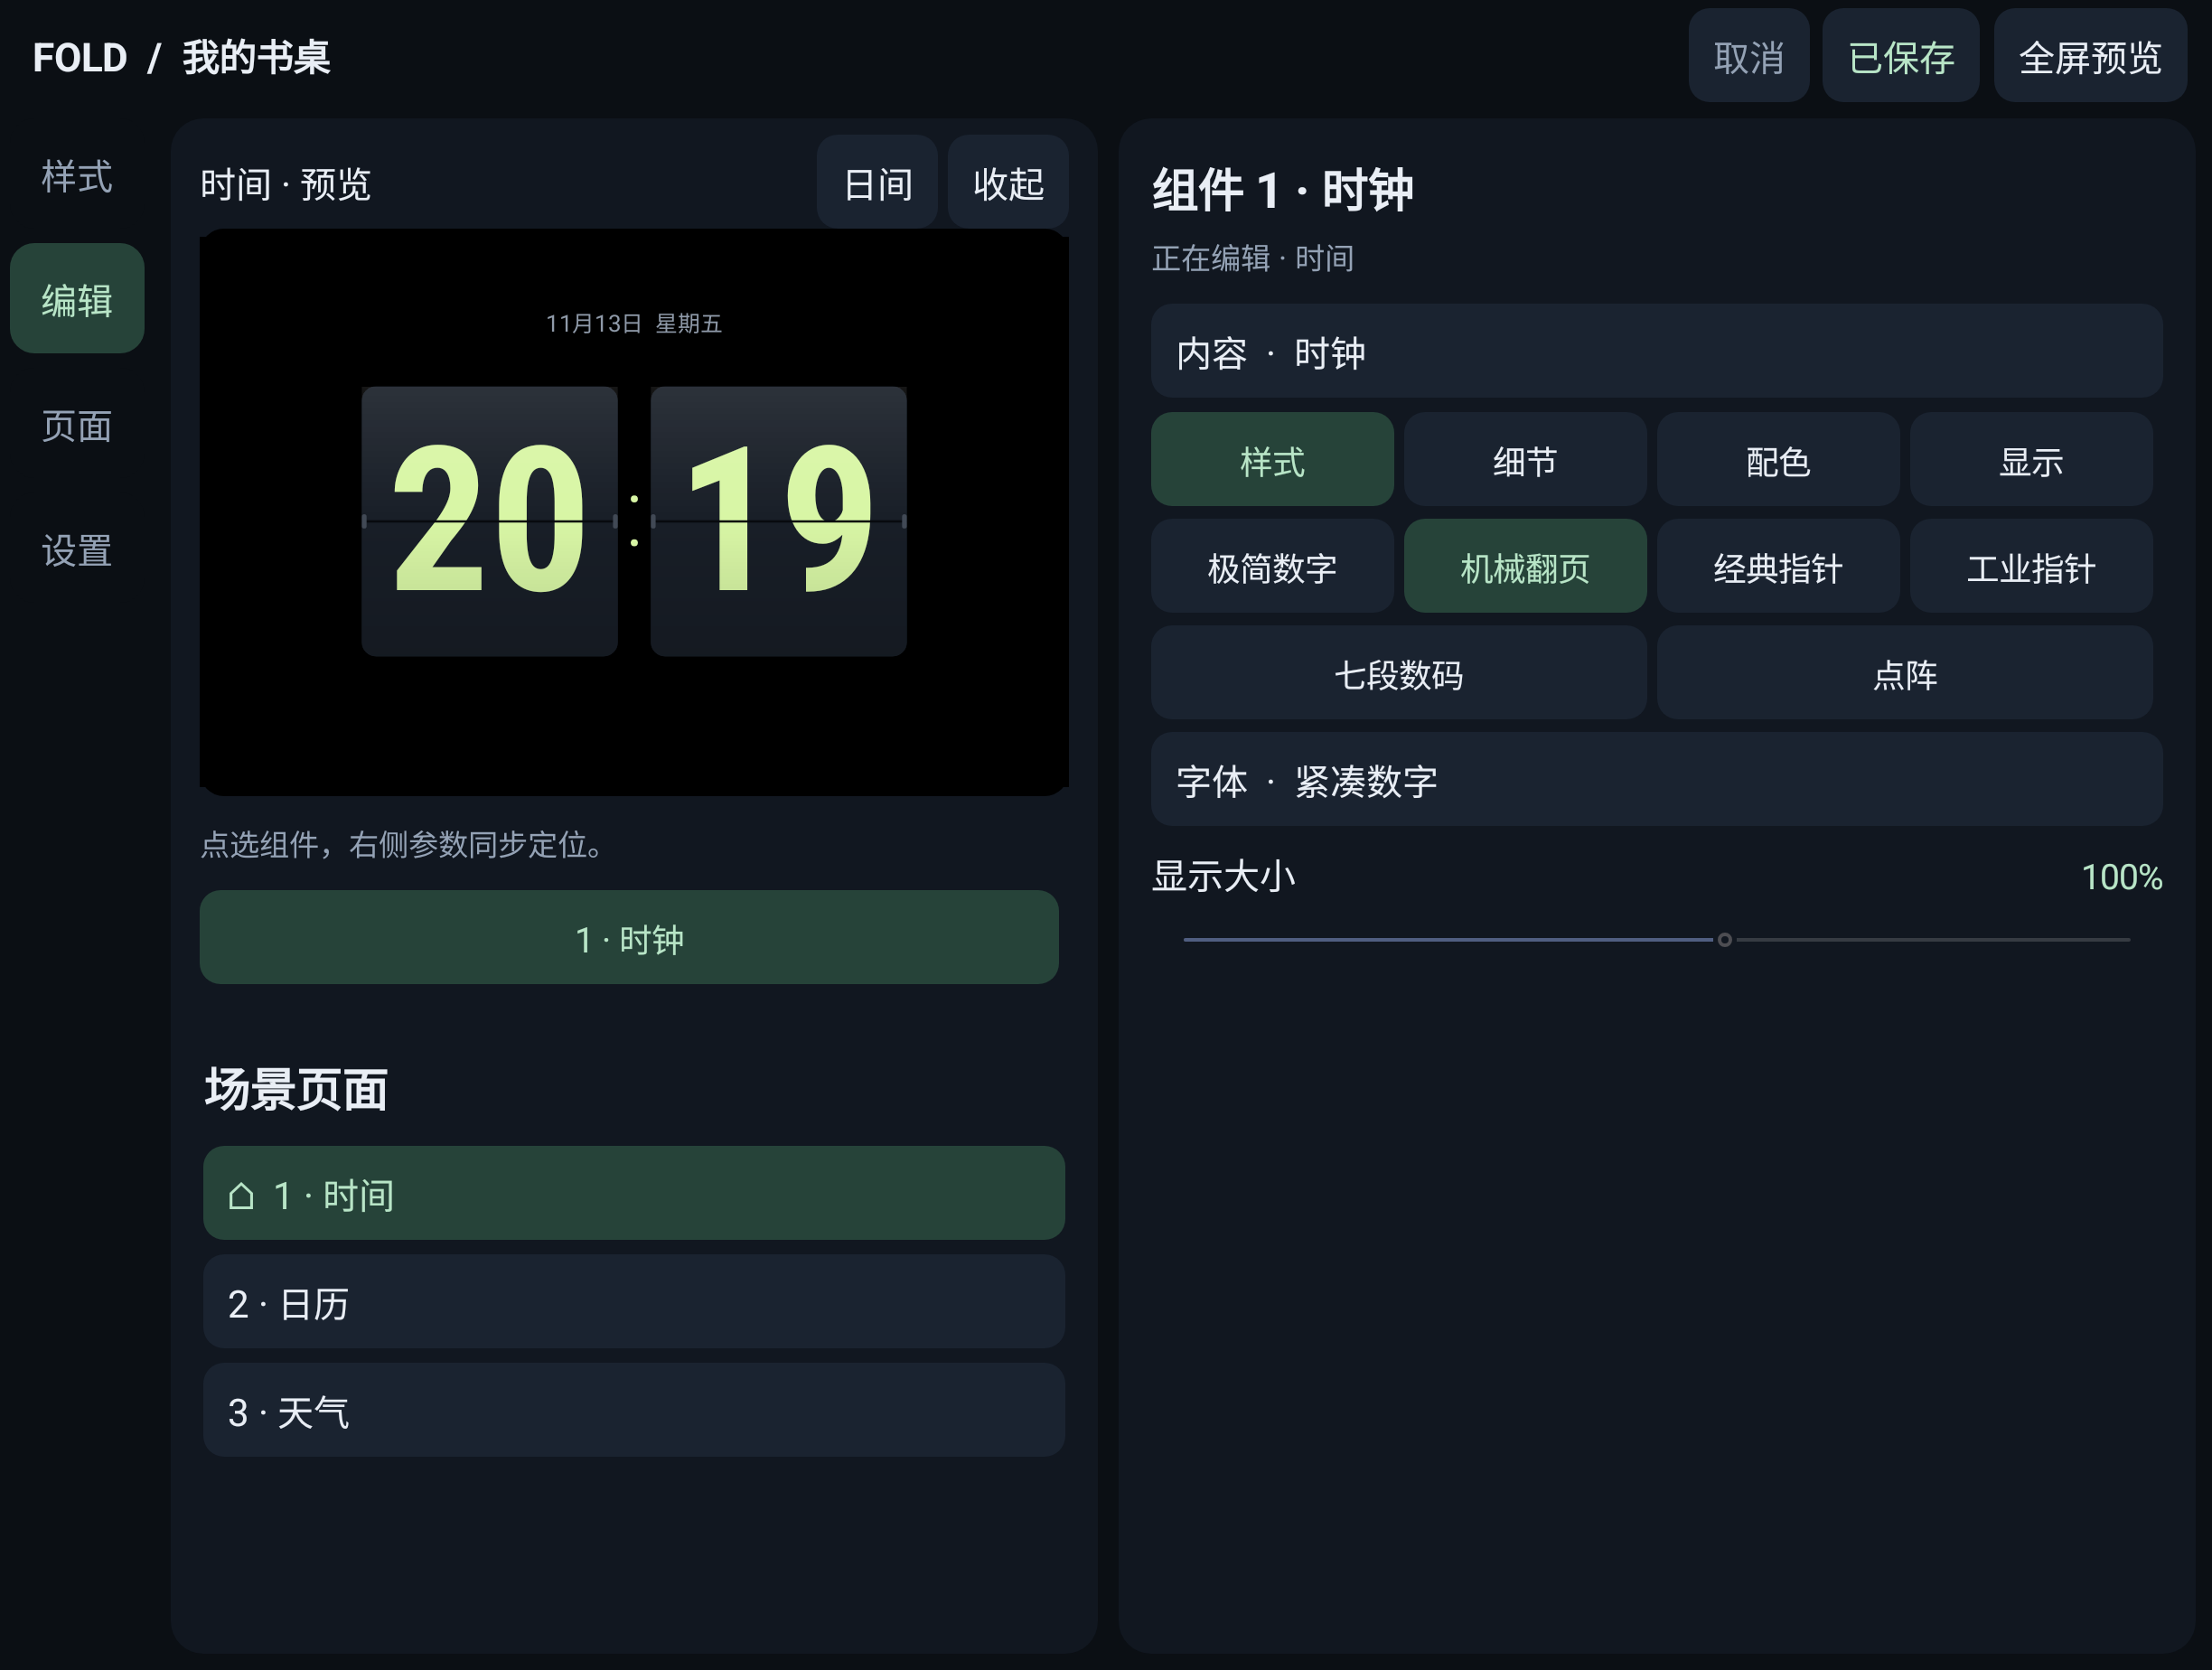 FOLD / 我的书桌
取消
已保存
全屏预览
样式
编辑
页面
设置
时间 · 预览
日间
收起
11月13日 星期五
20:19
点选组件，右侧参数同步定位。
1 · 时钟
场景页面
1 · 时间
2 · 日历
3 · 天气
组件 1 · 时钟
正在编辑 · 时间
内容 · 时钟
样式
细节
配色
显示
极简数字
机械翻页
经典指针
工业指针
七段数码
点阵
字体 · 紧凑数字
显示大小
100%